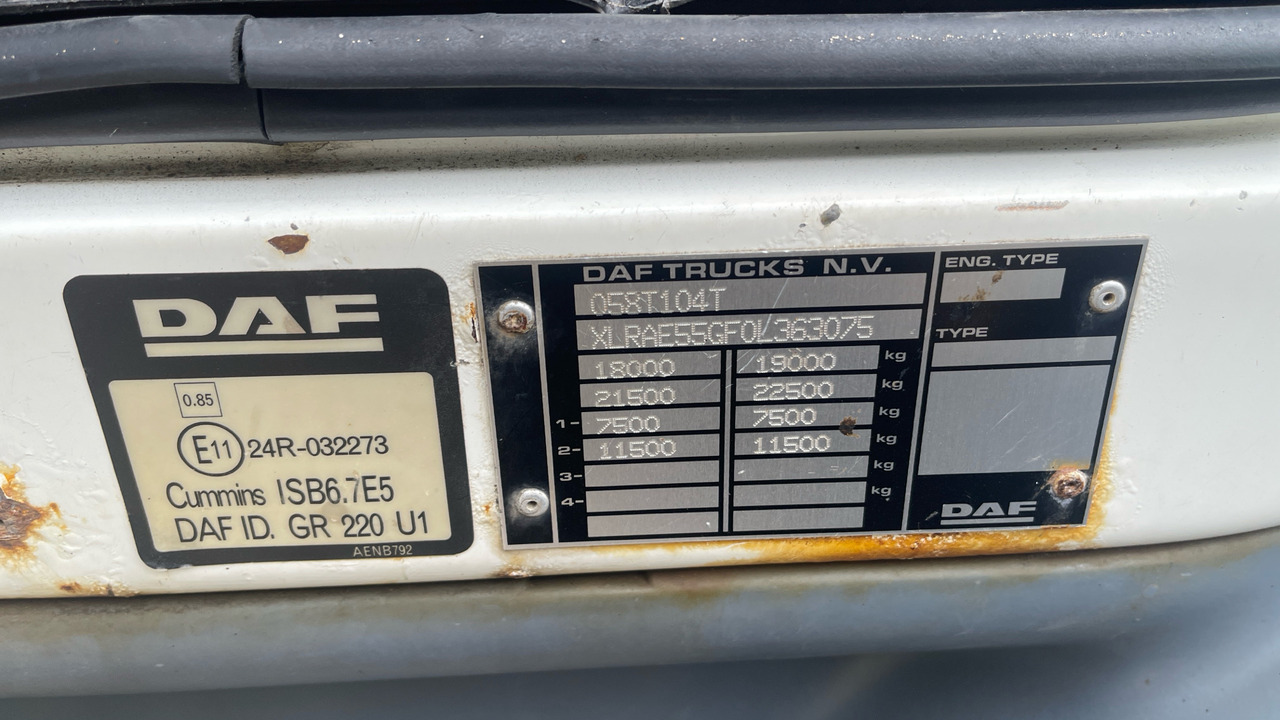 DAF
0.85
E11 24R-032273
Cummins ISB6.7E5
DAF ID. GR 220 U1
AENB792
DAF TRUCKS N.V.
058T104T
XLRAE55GF0L363075
18000 19000 kg
21500 22500 kg
1- 7500 7500 kg
2- 11500 11500 kg
3- kg
4- kg
ENG. TYPE
TYPE
DAF